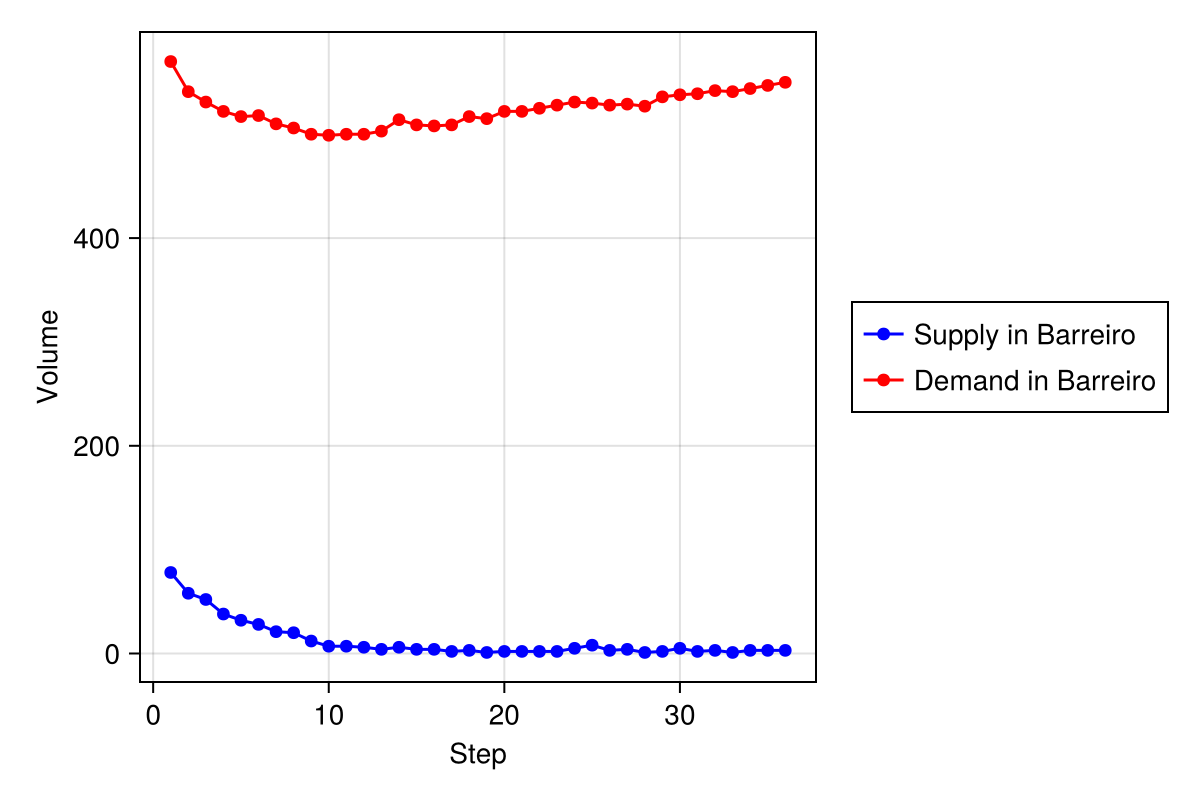 400
200
0
Volume
0 10 20 30
Step
Supply in Barreiro
Demand in Barreiro